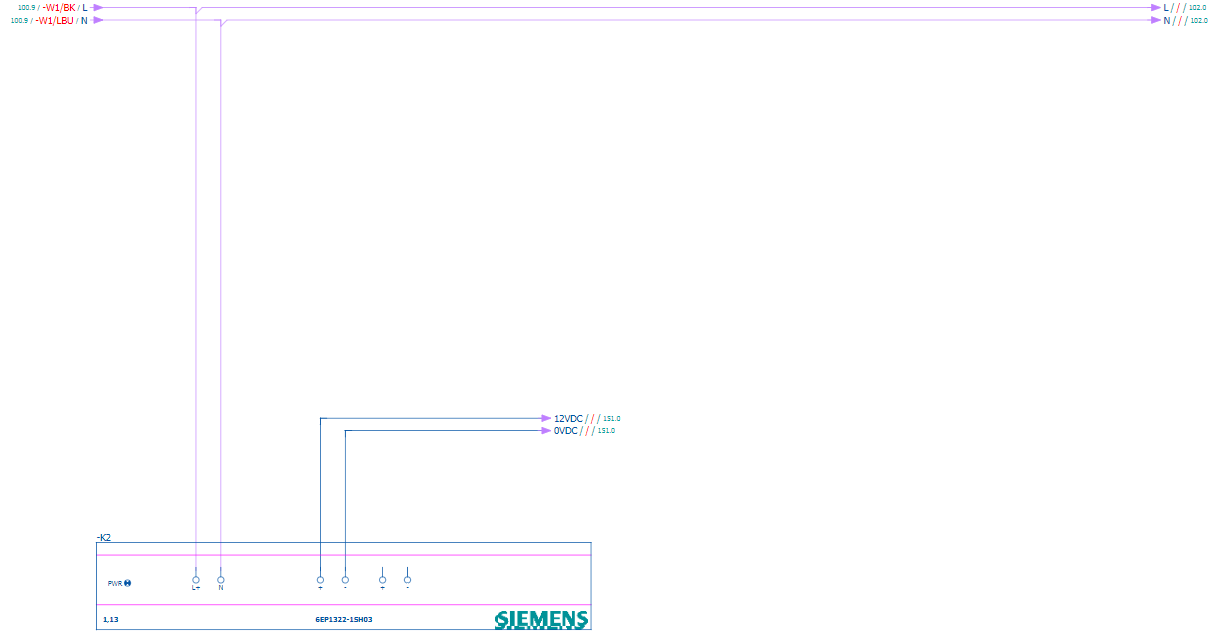 100.9 / -W1/BK / L
L / / / 102.0
100.9 / -W1/LBU / N
N / / / 102.0
12VDC / / / 131.0
0VDC / / / 131.0
-K2
PWR
L+ N + - + -
1,13 6EP1322-1SH03 SIEMENS